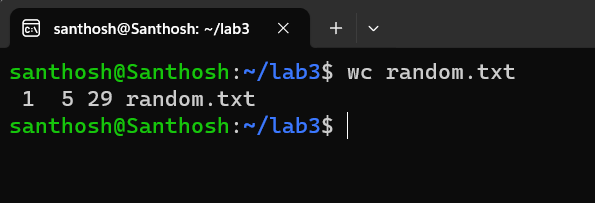 santhosh@Santhosh: ~/lab3
santhosh@Santhosh:~/lab3$ wc random.txt
 1  5 29 random.txt
santhosh@Santhosh:~/lab3$